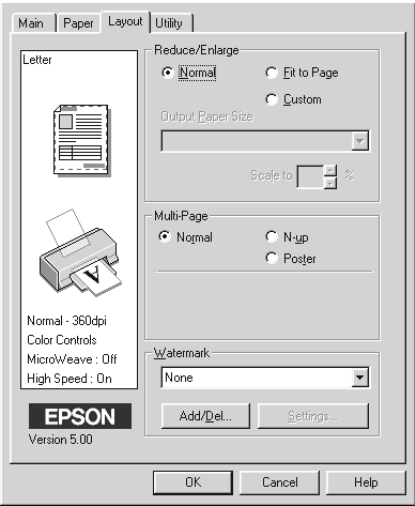 Main Paper Layout Utility
Letter
Reduce/Enlarge
Normal Fit to Page
Custom
Output Paper Size
Scale to %
A
Multi-Page
Normal N-up
Poster
Normal - 360dpi
Color Controls
MicroWeave : Off
High Speed : On
Watermark
None
Add/Del... Settings...
EPSON
Version 5.00
OK Cancel Help